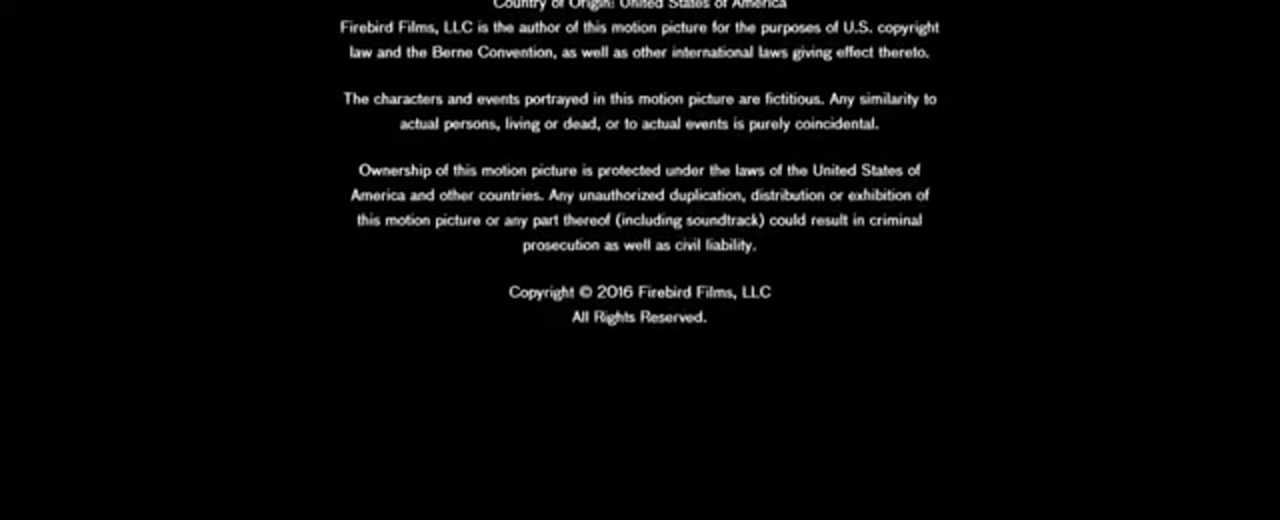 Country of Origin: United States of America
Firebird Films, LLC is the author of this motion picture for the purposes of U.S. copyright
law and the Berne Convention, as well as other international laws giving effect thereto.
The characters and events portrayed in this motion picture are fictitious. Any similarity to
actual persons, living or dead, or to actual events is purely coincidental.
Ownership of this motion picture is protected under the laws of the United States of
America and other countries. Any unauthorized duplication, distribution or exhibition of
this motion picture or any part thereof (including soundtrack) could result in criminal
prosecution as well as civil liability.
Copyright © 2016 Firebird Films, LLC
All Rights Reserved.